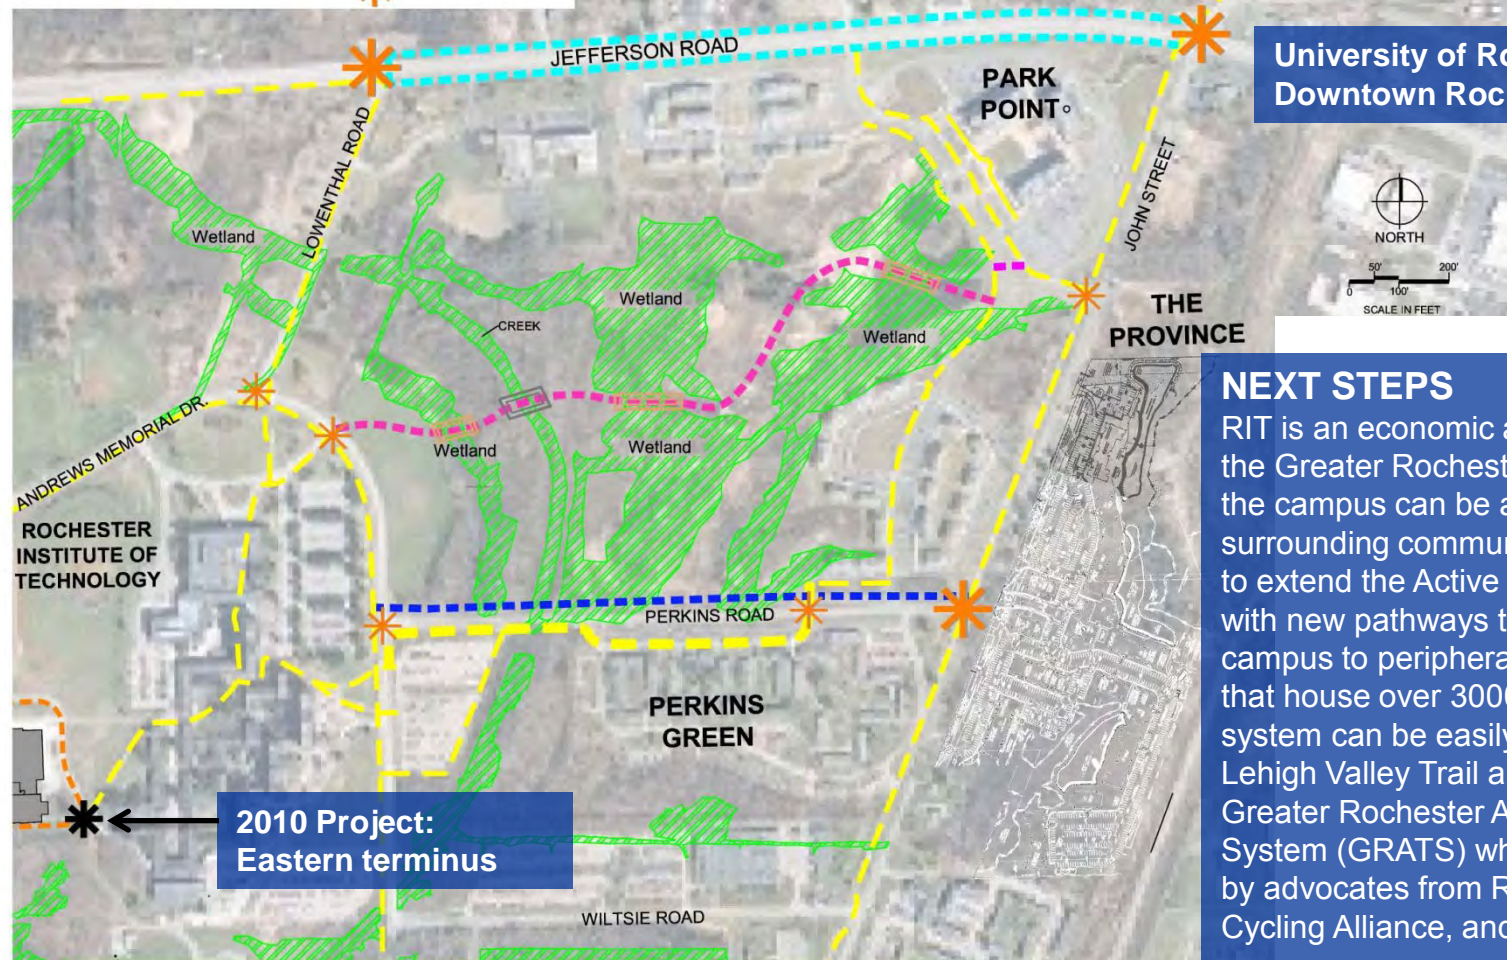 JEFFERSON ROAD
PARK
POINT
University of Ro
Downtown Roc
LOWENTHAL ROAD
JOHN STREET
NORTH
50' 200'
0 100'
SCALE IN FEET
Wetland
Wetland
CREEK
Wetland
THE
PROVINCE
ANDREWS MEMORIAL DR.
Wetland
Wetland
ROCHESTER
INSTITUTE OF
TECHNOLOGY
PERKINS ROAD
PERKINS
GREEN
2010 Project:
Eastern terminus
WILTSIE ROAD
NEXT STEPS
RIT is an economic a
the Greater Rochest
the campus can be a
surrounding commun
to extend the Active
with new pathways t
campus to periphera
that house over 300
system can be easily
Lehigh Valley Trail a
Greater Rochester A
System (GRATS) wh
by advocates from R
Cycling Alliance, and